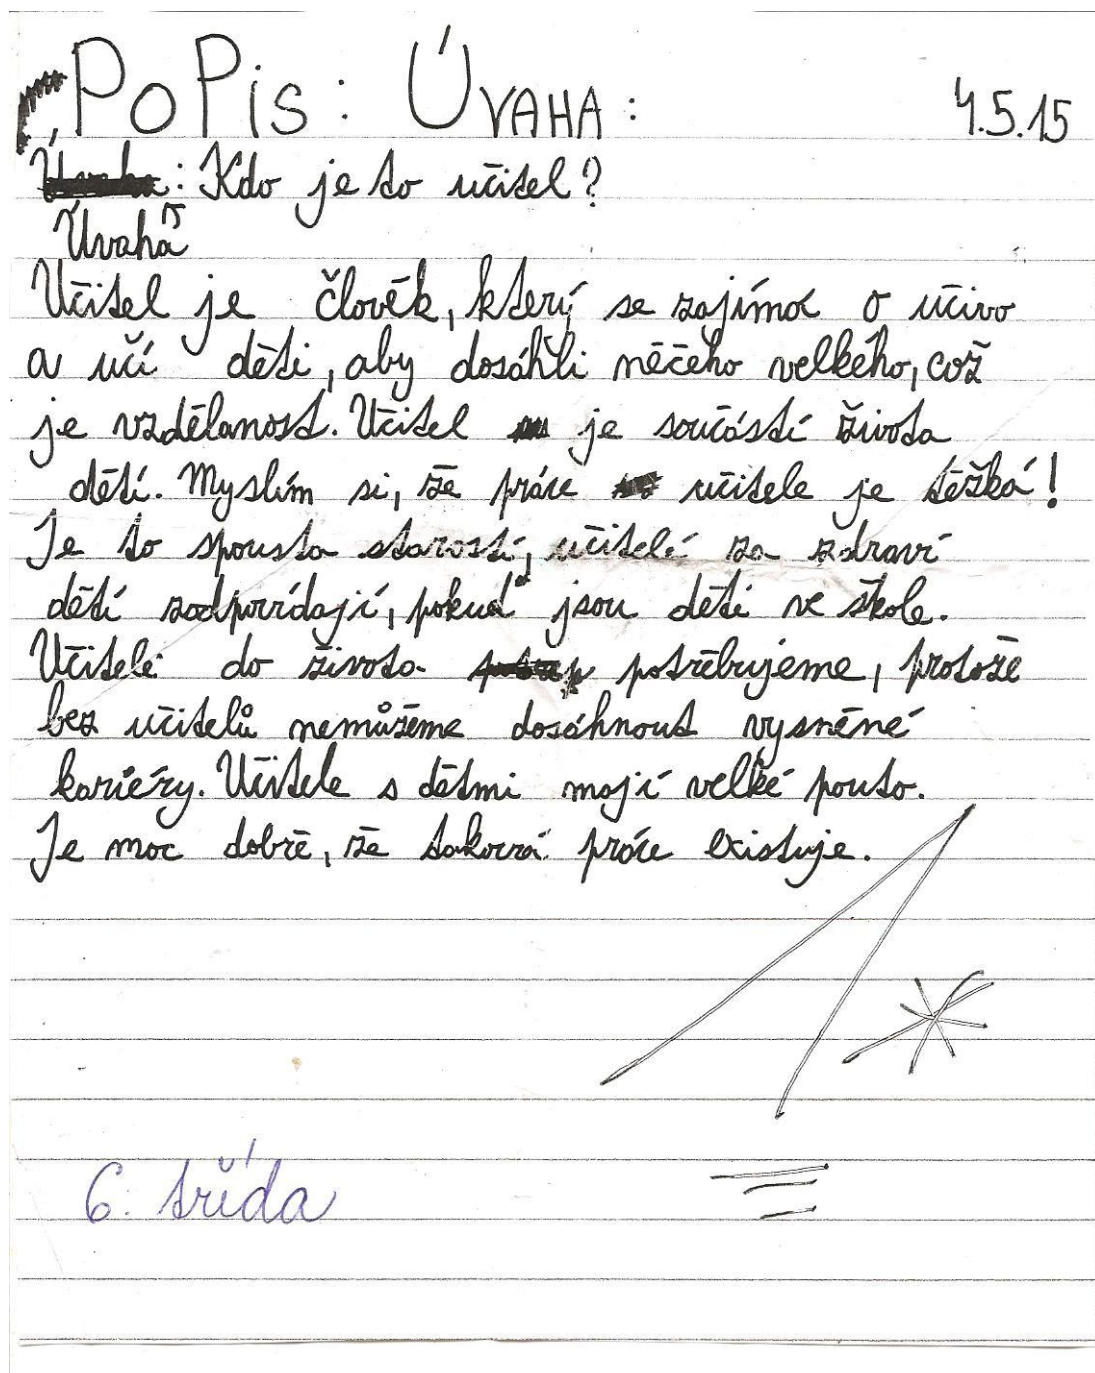 PoPis: ÚVAHA: 4.5.15
: Kdo je to učitel?
Úvaha
Učitel je člověk, který se zajímá o učivo
a učí děti, aby dosáhli něčeho velkého, což
je vzdělanost. Učitel je součástí života
dětí. Myslím si, že práce učitele je těžká!
Je to spousta starostí, učitelé za zdraví
dětí zodpovídají, pokud jsou děti ve škole.
Učitele do života potřebujeme, protože
bez učitelů nemůžeme dosáhnout vysněné
kariéry. Učitele s dětmi mají velké pouto.
Je moc dobře, že taková práce existuje.
1*
6. třída